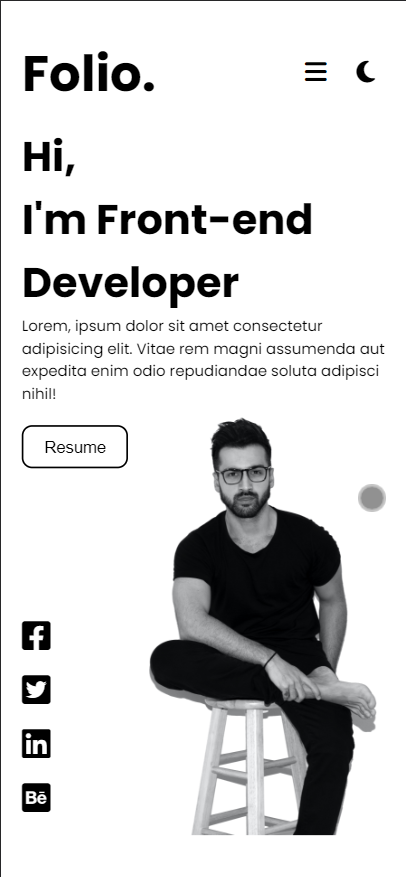 Folio.
Hi,
I'm Front-end
Developer
Lorem, ipsum dolor sit amet consectetur
adipisicing elit. Vitae rem magni assumenda aut
expedita enim odio repudiandae soluta adipisci
nihil!
Resume
in
Bē